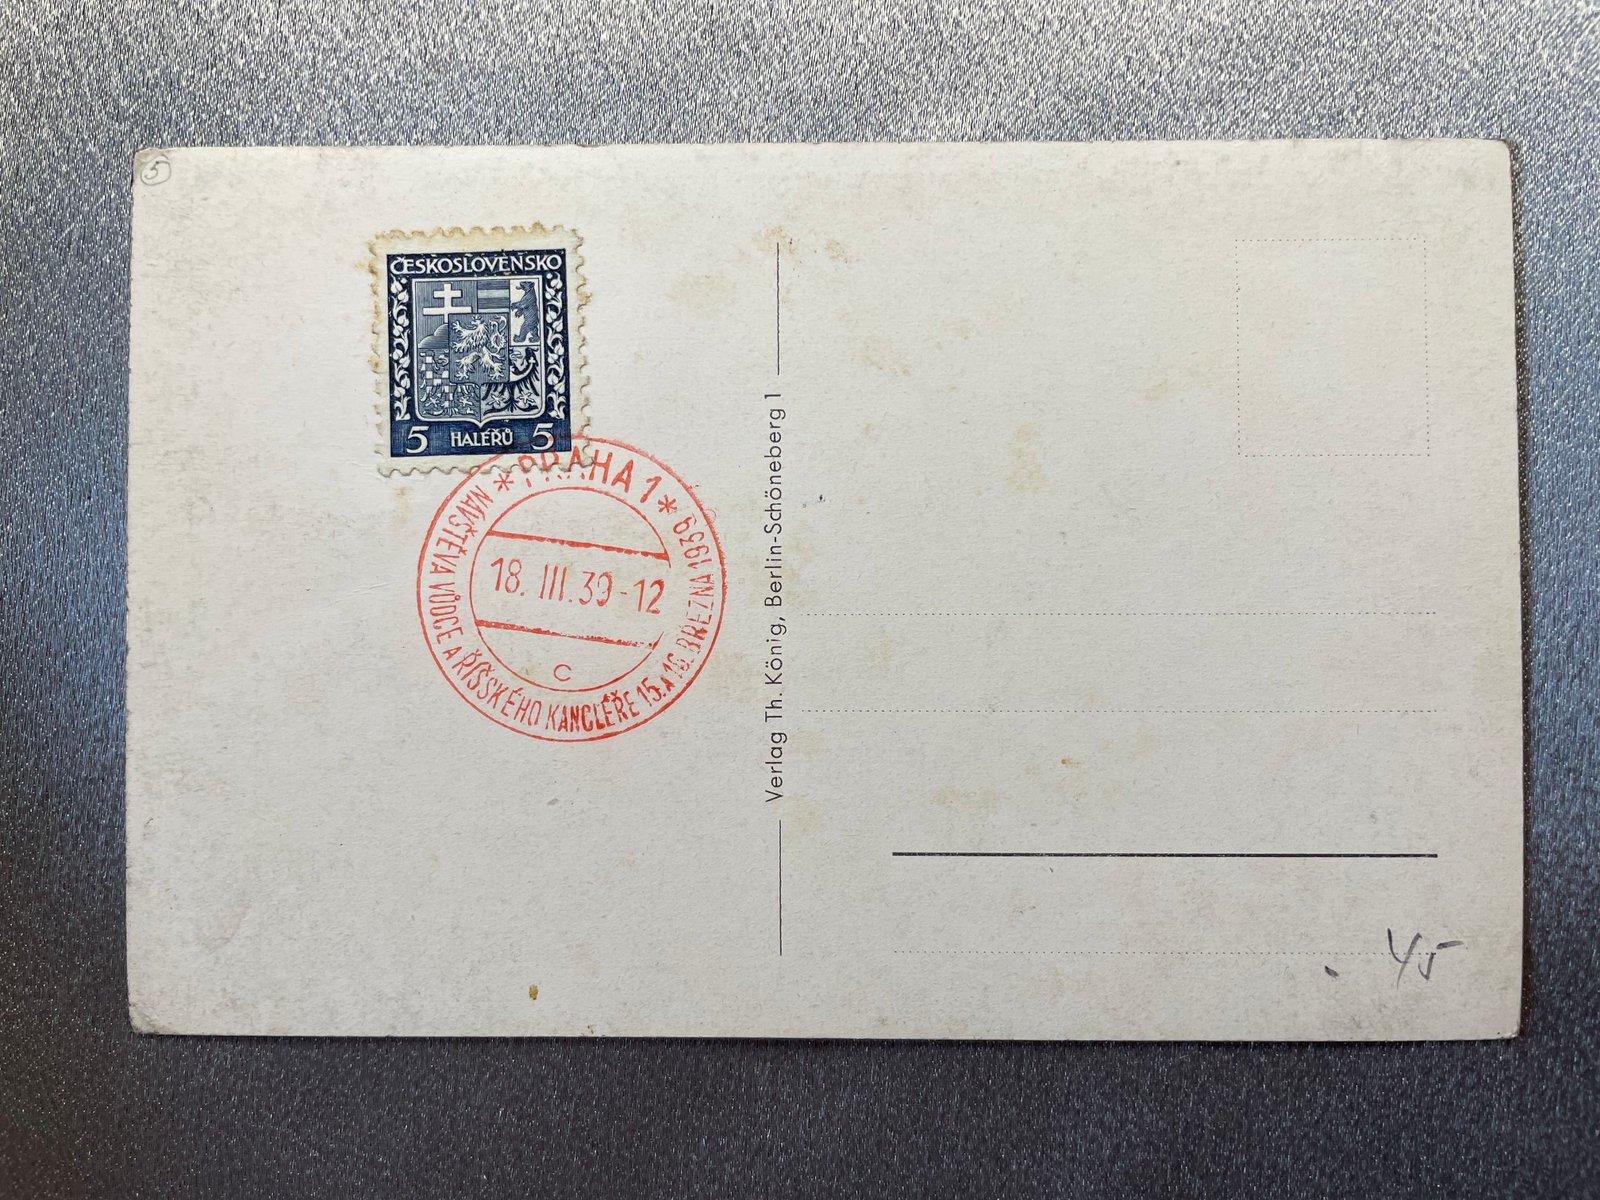 5
ČESKOSLOVENSKO
5 HALÉŘŮ 5
* PRAHA 1 *
NÁVŠTĚVA VŮDCE A ŘÍŠSKÉHO KANCLÉŘE 15. A 16. BŘEZNA 1939
18. III. 39 - 12
C
Verlag Th. König, Berlin-Schöneberg 1
45